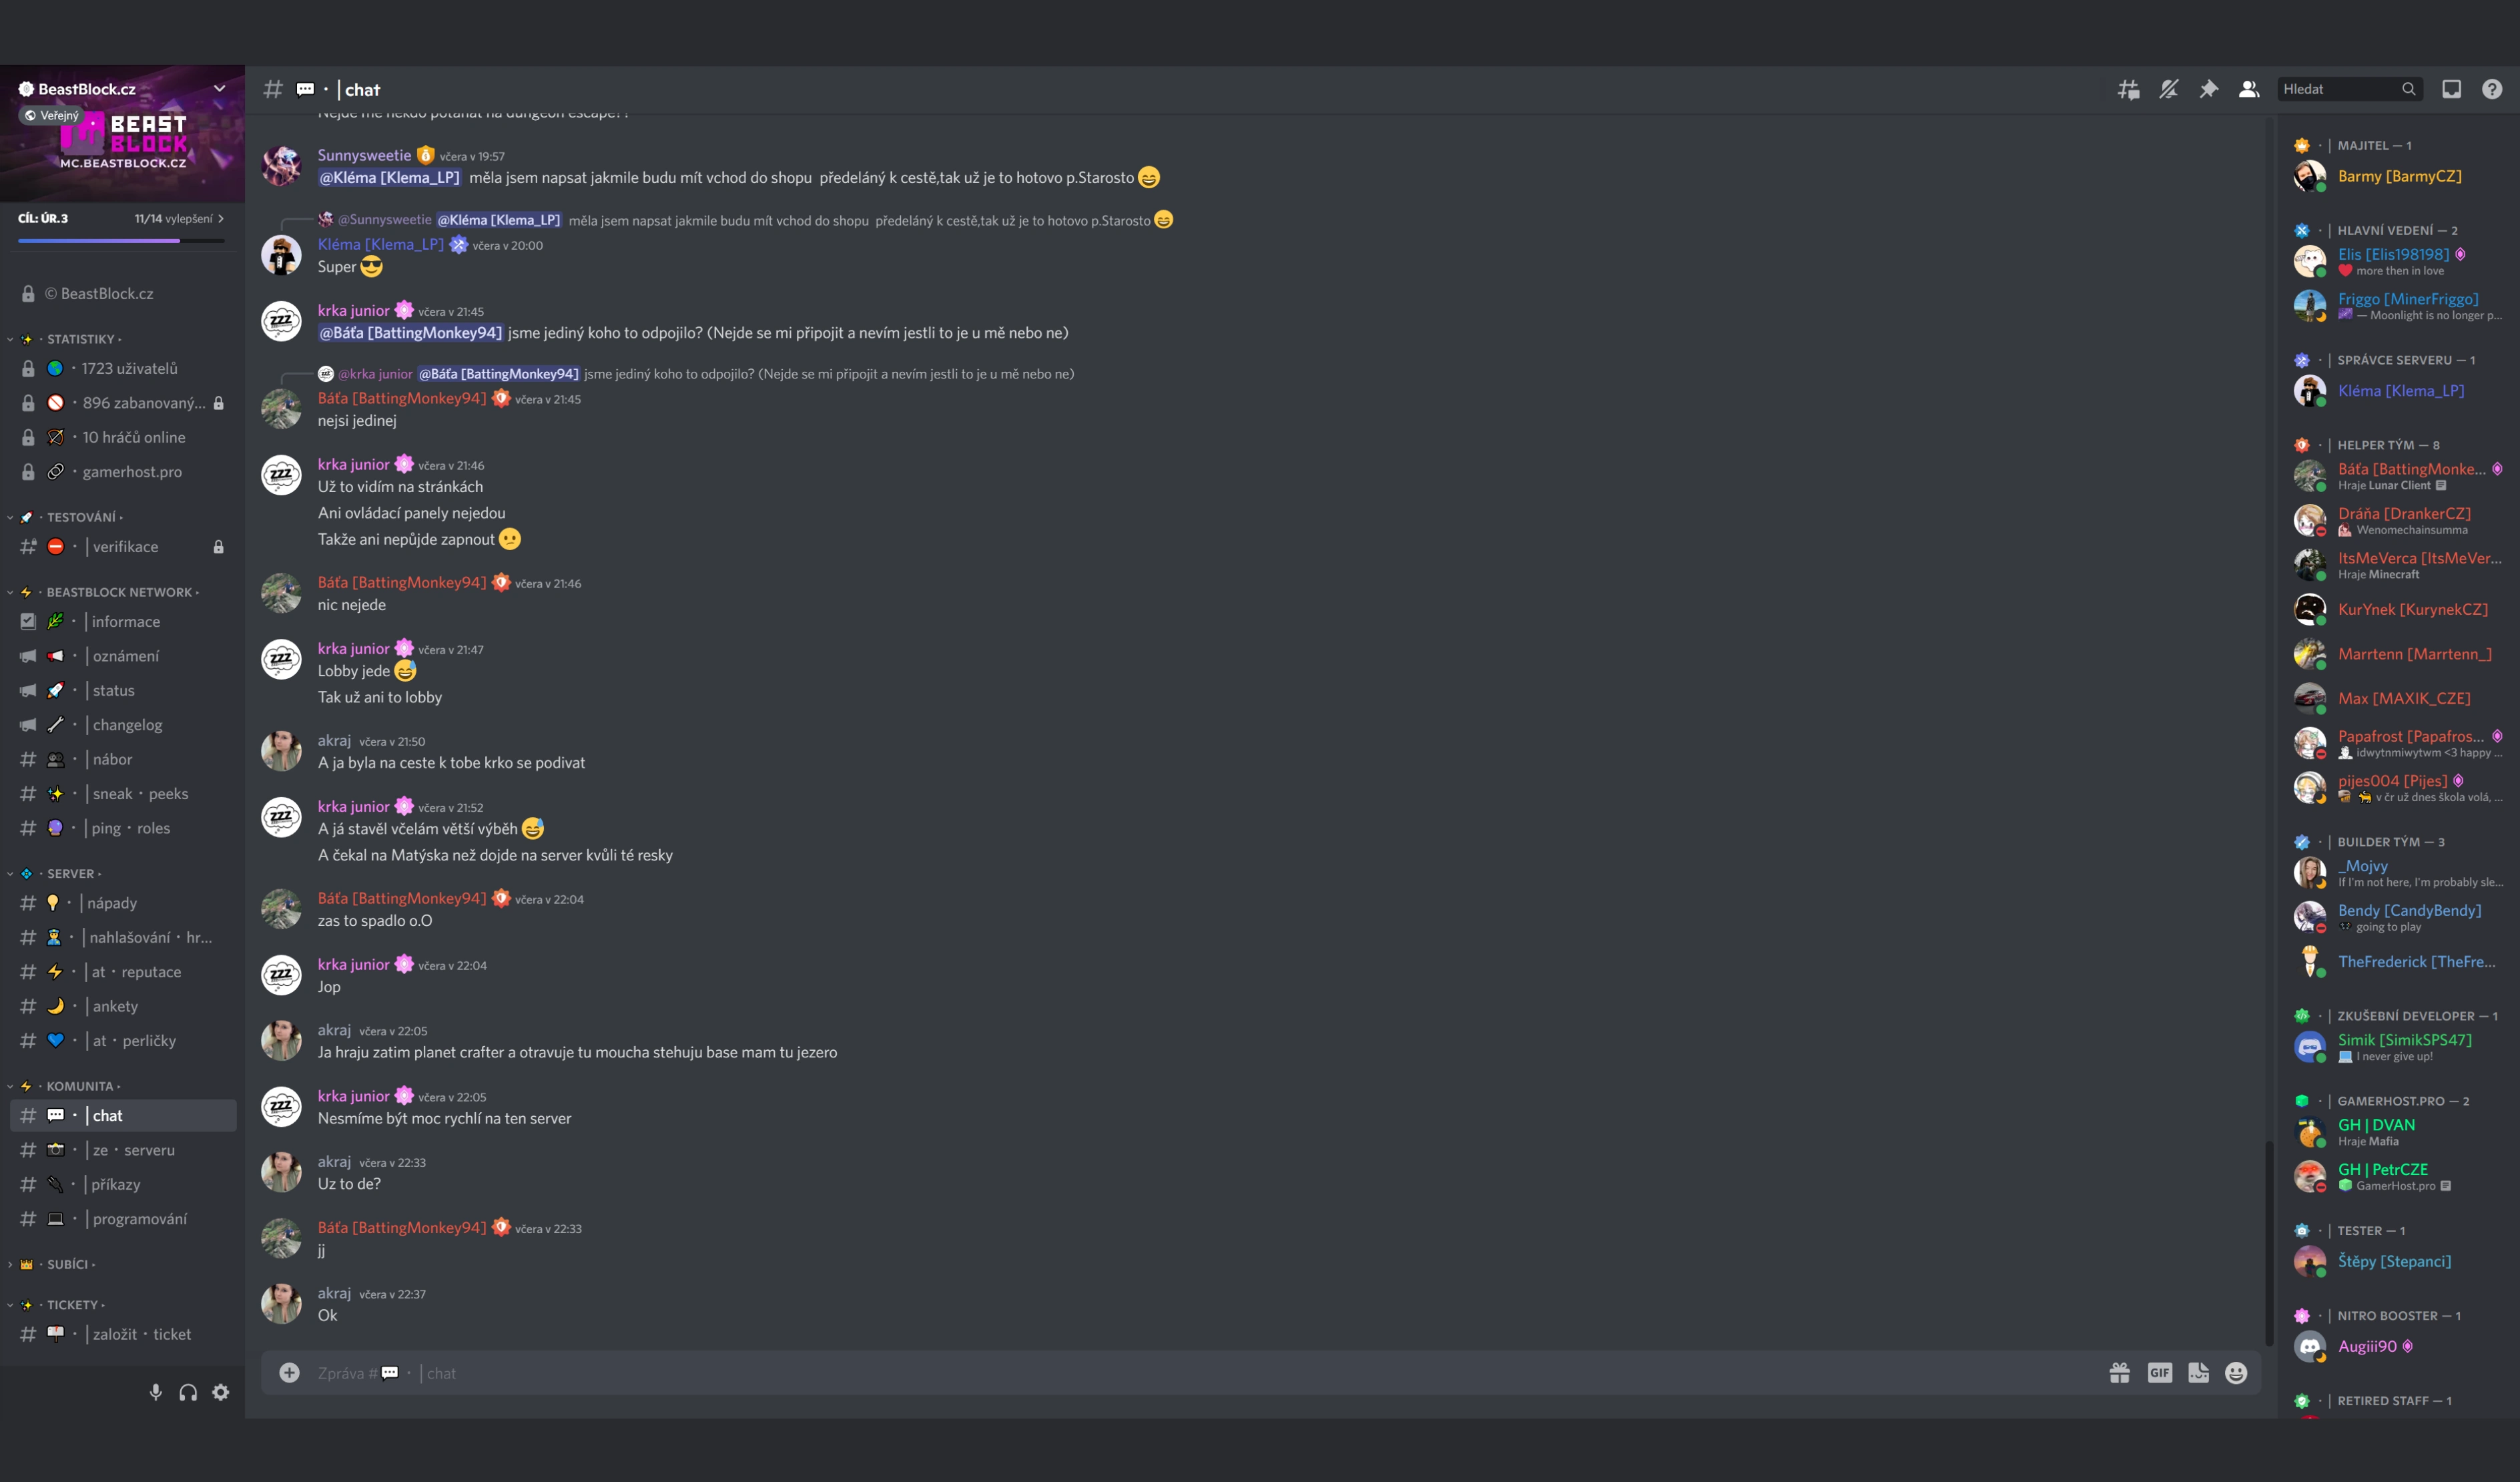 BeastBlock.cz
Veřejný
BEAST
BLOCK
MC.BEASTBLOCK.CZ
CÍL: ÚR.3 11/14 vylepšení
© BeastBlock.cz
· STATISTIKY ·
· 1723 uživatelů
· 896 zabanovaný...
· 10 hráčů online
· gamerhost.pro
· TESTOVÁNÍ ·
· | verifikace
· BEASTBLOCK NETWORK ·
· | informace
· | oznámení
· | status
· | changelog
· | nábor
· | sneak · peeks
· | ping · roles
· SERVER ·
· | nápady
· | nahlašování · hr...
· | at · reputace
· | ankety
· | at · perličky
· KOMUNITA ·
· | chat
· | ze · serveru
· | příkazy
· | programování
· SUBÍCI ·
· TICKETY ·
· | založit · ticket
# 💬 · | chat
Nejde mě někdo potahat na dungeon escape??
Sunnysweetie včera v 19:57
@Kléma [Klema_LP] měla jsem napsat jakmile budu mít vchod do shopu předeláný k cestě,tak už je to hotovo p.Starosto 😄
@Sunnysweetie @Kléma [Klema_LP] měla jsem napsat jakmile budu mít vchod do shopu předeláný k cestě,tak už je to hotovo p.Starosto 😄
Kléma [Klema_LP] včera v 20:00
Super 😎
krka junior včera v 21:45
@Báťa [BattingMonkey94] jsme jediný koho to odpojilo? (Nejde se mi připojit a nevím jestli to je u mě nebo ne)
@krka junior @Báťa [BattingMonkey94] jsme jediný koho to odpojilo? (Nejde se mi připojit a nevím jestli to je u mě nebo ne)
Báťa [BattingMonkey94] včera v 21:45
nejsi jedinej
ZZZ
krka junior včera v 21:46
Už to vidím na stránkách
Ani ovládací panely nejedou
Takže ani nepůjde zapnout 😕
Báťa [BattingMonkey94] včera v 21:46
nic nejede
krka junior včera v 21:47
Lobby jede 😅
Tak už ani to lobby
akraj včera v 21:50
A ja byla na ceste k tobe krko se podivat
krka junior včera v 21:52
A já stavěl včelám větší výběh 😅
A čekal na Matýska než dojde na server kvůli té resky
Báťa [BattingMonkey94] včera v 22:04
zas to spadlo o.O
krka junior včera v 22:04
Jop
akraj včera v 22:05
Ja hraju zatim planet crafter a otravuje tu moucha stehuju base mam tu jezero
krka junior včera v 22:05
Nesmíme být moc rychlí na ten server
akraj včera v 22:33
Uz to de?
Báťa [BattingMonkey94] včera v 22:33
jj
akraj včera v 22:37
Ok
Zpráva #💬 · | chat
GIF
Hledat
· | MAJITEL — 1
Barmy [BarmyCZ]
· | HLAVNÍ VEDENÍ — 2
Elis [Elis198198]
more then in love
Friggo [MinerFriggo]
— Moonlight is no longer p...
· | SPRÁVCE SERVERU — 1
Kléma [Klema_LP]
· | HELPER TÝM — 8
Báťa [BattingMonke...
Hraje Lunar Client
Dráňa [DrankerCZ]
Wenomechainsumma
ItsMeVerca [ItsMeVer...
Hraje Minecraft
KurYnek [KurynekCZ]
Marrtenn [Marrtenn_]
Max [MAXIK_CZE]
Papafrost [Papafros...
idwytnmiwytwm <3 happy ...
pijes004 [Pijes]
v čr už dnes škola volá, ...
· | BUILDER TÝM — 3
_Mojvy
If I'm not here, I'm probably sle...
Bendy [CandyBendy]
going to play
TheFrederick [TheFre...
· | ZKUŠEBNÍ DEVELOPER — 1
Simik [SimikSPS47]
I never give up!
· | GAMERHOST.PRO — 2
GH | DVAN
Hraje Mafia
GH | PetrCZE
GamerHost.pro
· | TESTER — 1
Štěpy [Stepanci]
· | NITRO BOOSTER — 1
Augiii90
· | RETIRED STAFF — 1